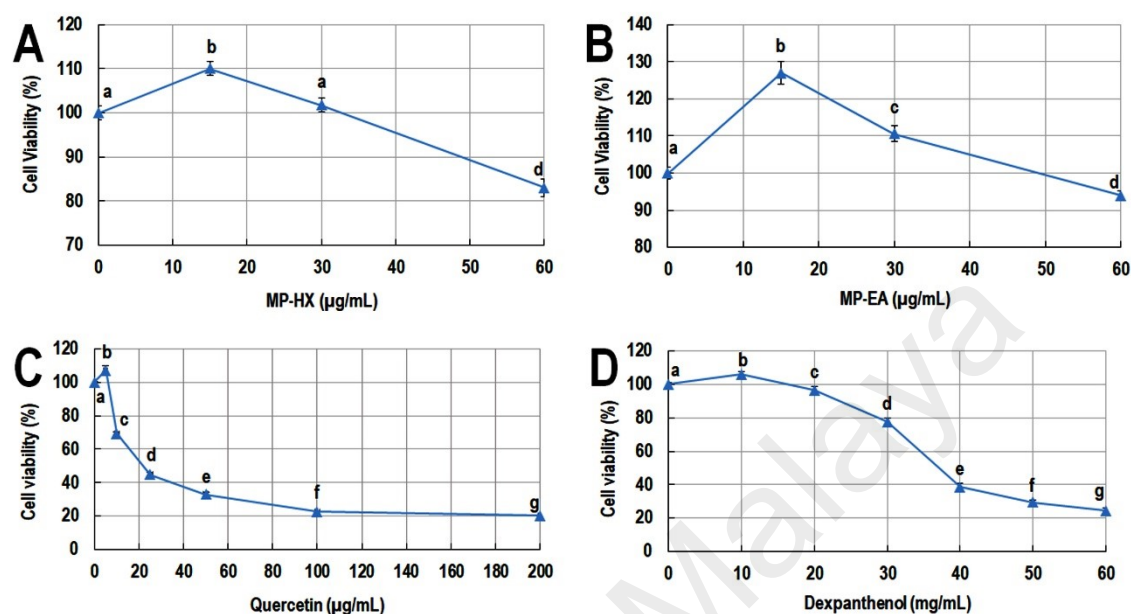 A
Cell Viability (%)
120
110
100
90
80
70
a
b
a
d
0 10 20 30 40 50 60
MP-HX (µg/mL)
B
Cell Viability (%)
140
130
120
110
100
90
80
a
b
c
d
0 10 20 30 40 50 60
MP-EA (µg/mL)
C
Cell viability (%)
120
100
80
60
40
20
0
a
b
c
d
e
f
g
0 20 40 60 80 100 120 140 160 180 200
Quercetin (µg/mL)
D
Cell viability (%)
120
100
80
60
40
20
0
a
b
c
d
e
f
g
0 10 20 30 40 50 60
Dexpanthenol (mg/mL)
Malaya